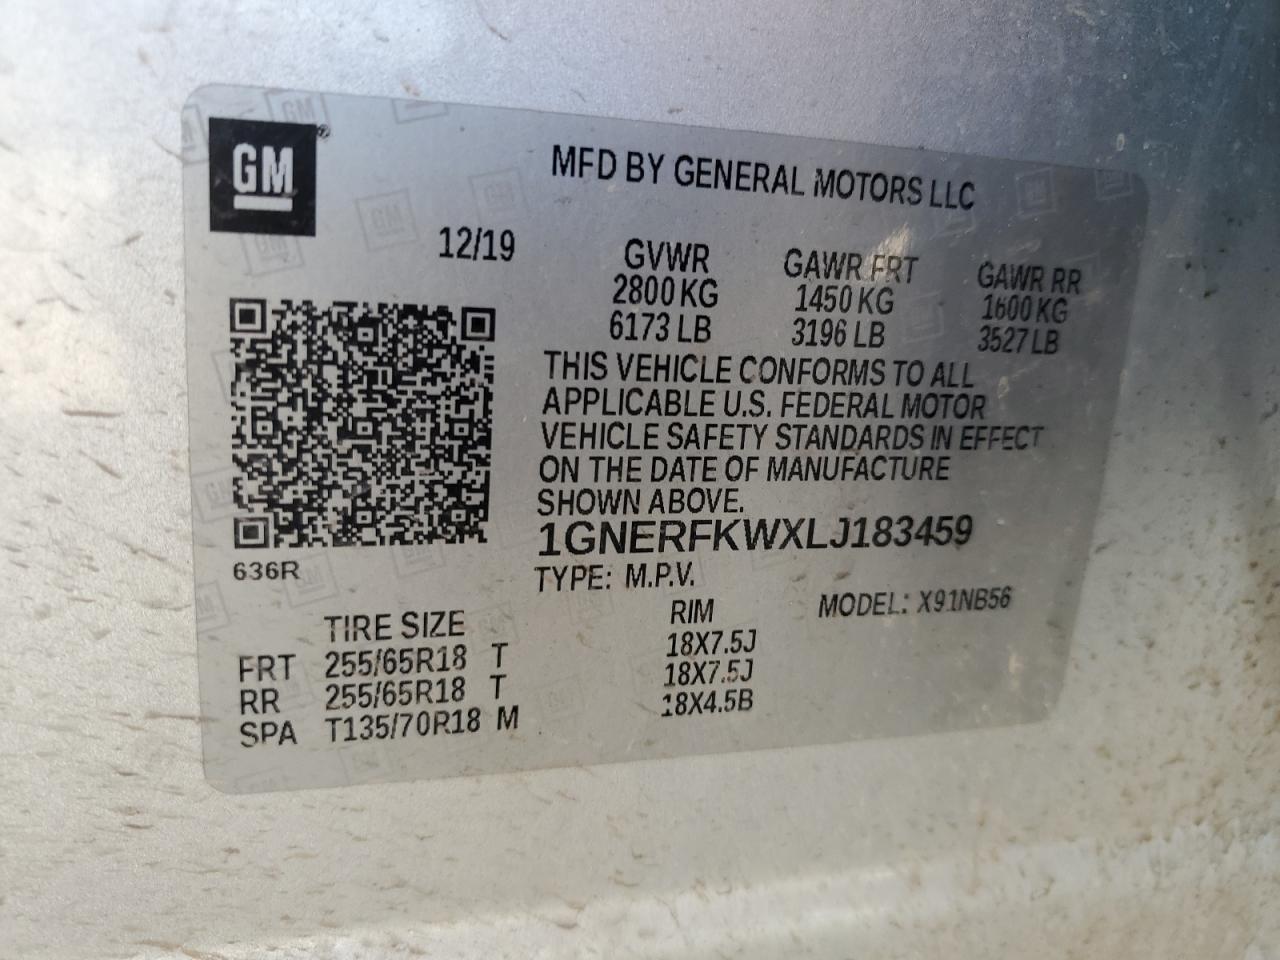 GM®
MFD BY GENERAL MOTORS LLC
12/19
GVWR GAWR FRT GAWR RR
2800 KG 1450 KG 1600 KG
6173 LB 3196 LB 3527 LB
THIS VEHICLE CONFORMS TO ALL
APPLICABLE U.S. FEDERAL MOTOR
VEHICLE SAFETY STANDARDS IN EFFECT
ON THE DATE OF MANUFACTURE
SHOWN ABOVE.
1GNERFKWXLJ183459
636R
TYPE: M.P.V.
MODEL: X91NB56
TIRE SIZE RIM
FRT 255/65R18 T 18X7.5J
RR 255/65R18 T 18X7.5J
SPA T135/70R18 M 18X4.5B